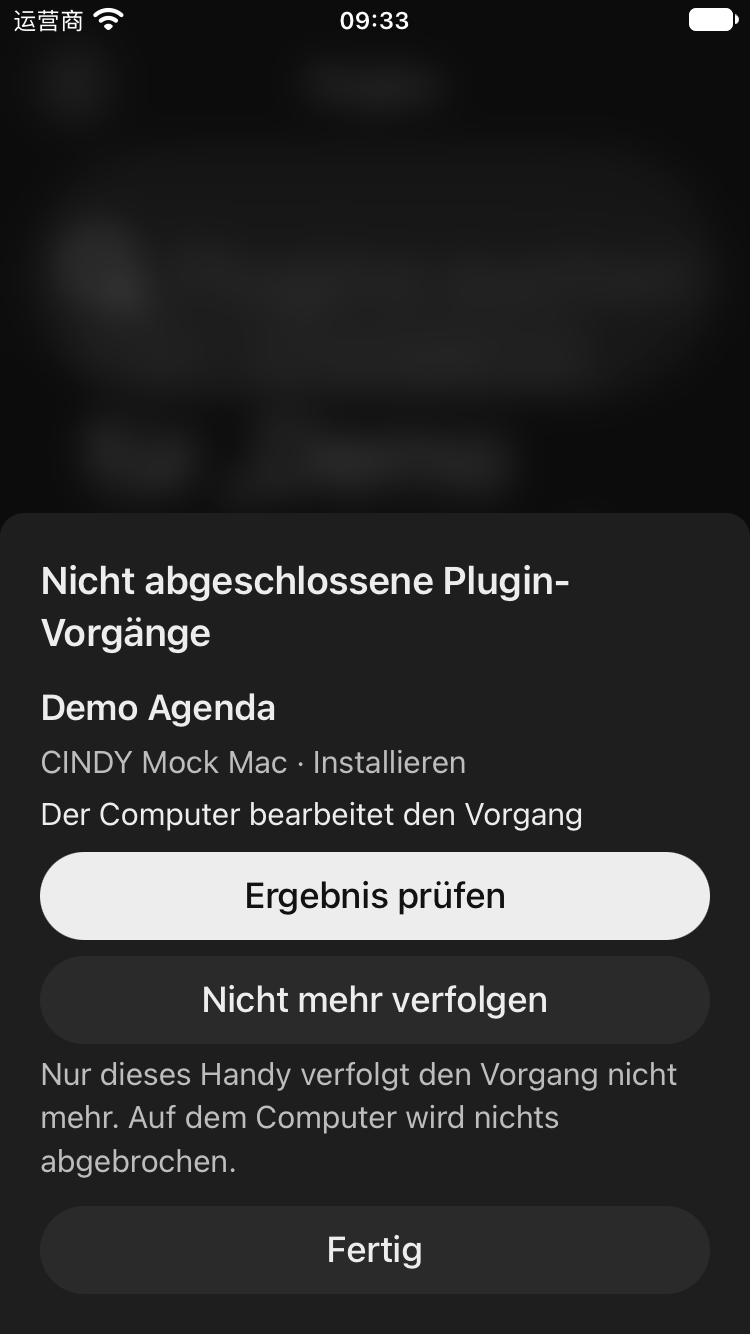 运营商 09:33
Nicht abgeschlossene Plugin-
Vorgänge
Demo Agenda
CINDY Mock Mac · Installieren
Der Computer bearbeitet den Vorgang
Ergebnis prüfen
Nicht mehr verfolgen
Nur dieses Handy verfolgt den Vorgang nicht
mehr. Auf dem Computer wird nichts
abgebrochen.
Fertig